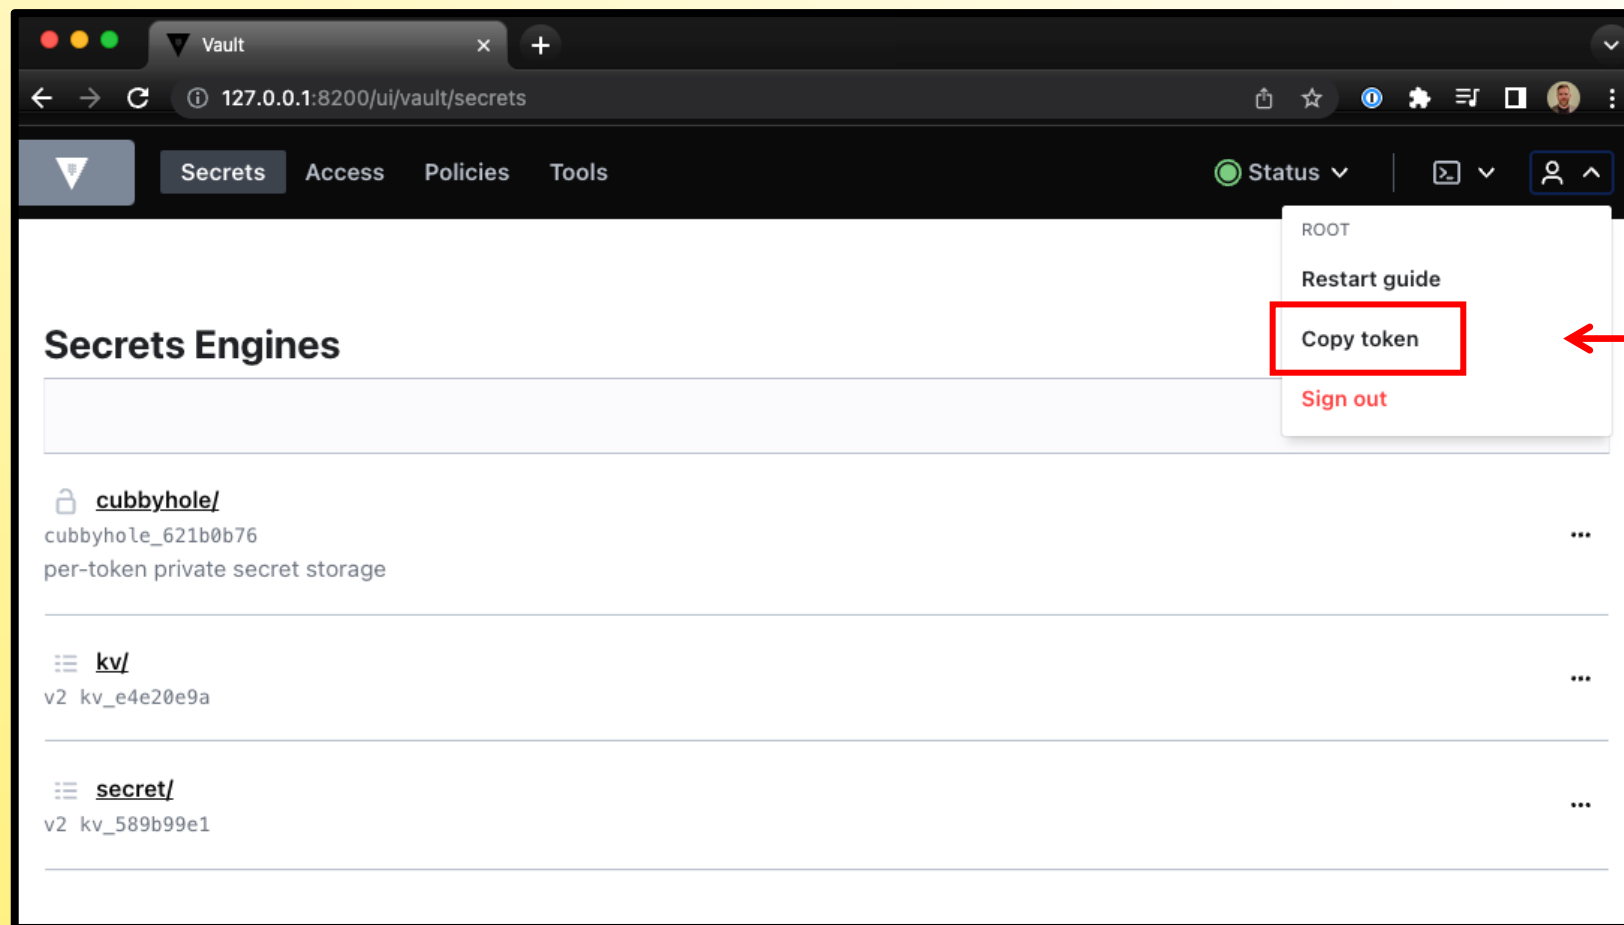 Vault
127.0.0.1:8200/ui/vault/secrets
Secrets Access Policies Tools Status
ROOT
Restart guide
Copy token
Sign out
Secrets Engines
cubbyhole/
cubbyhole_621b0b76
per-token private secret storage
kv/
v2 kv_e4e20e9a
secret/
v2 kv_589b99e1